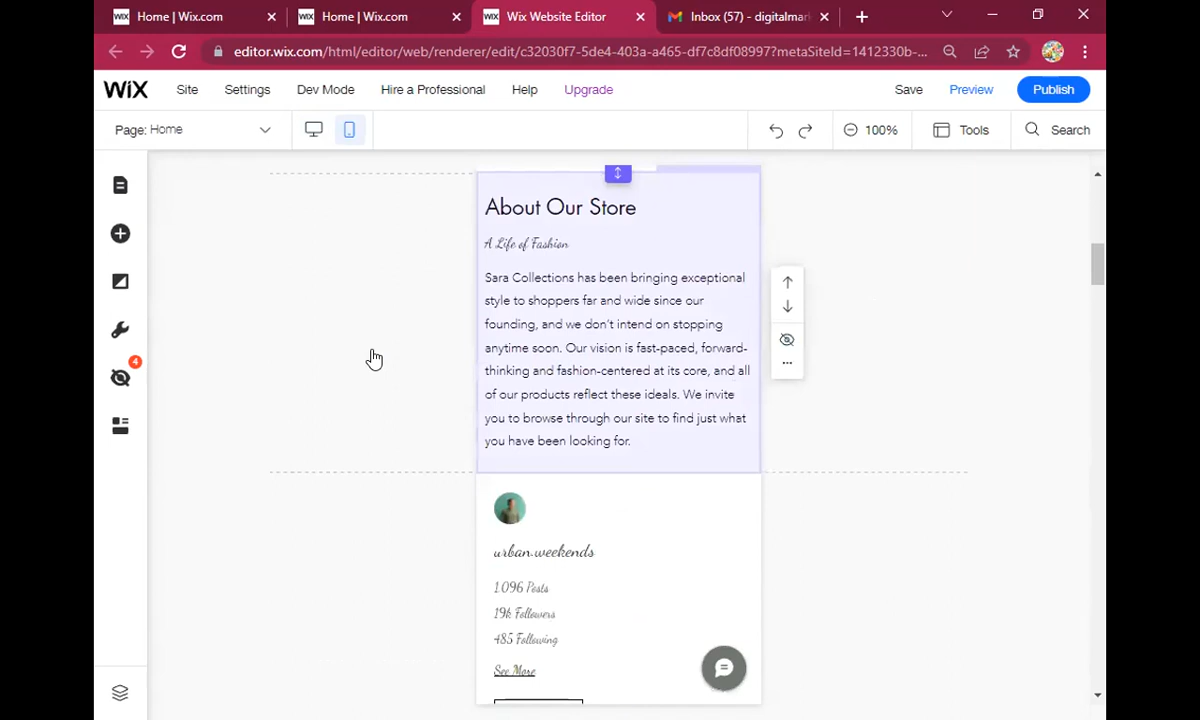 Home | Wix.com
Home | Wix.com
Wix Website Editor
Inbox (57) - digitalmar
editor.wix.com/html/editor/web/renderer/edit/c32030f7-5de4-403a-a465-df7c8df08997?metaSiteId=1412330b-...
WIX Site Settings Dev Mode Hire a Professional Help Upgrade Save Preview Publish
Page: Home 100% Tools Search
About Our Store
A Life of Fashion
Sara Collections has been bringing exceptional
style to shoppers far and wide since our
founding, and we don't intend on stopping
anytime soon. Our vision is fast-paced, forward-
thinking and fashion-centered at its core, and all
of our products reflect these ideals. We invite
you to browse through our site to find just what
you have been looking for.
4
urban.weekends
1096 Posts
19k Followers
485 Following
See More